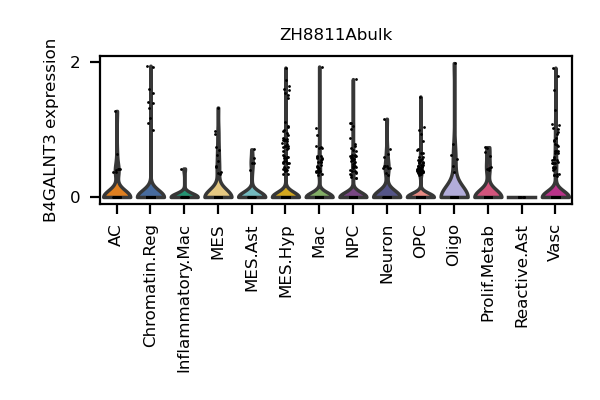 ZH8811Abulk
B4GALNT3 expression
2
0
AC
Chromatin.Reg
Inflammatory.Mac
MES
MES.Ast
MES.Hyp
Mac
NPC
Neuron
OPC
Oligo
Prolif.Metab
Reactive.Ast
Vasc